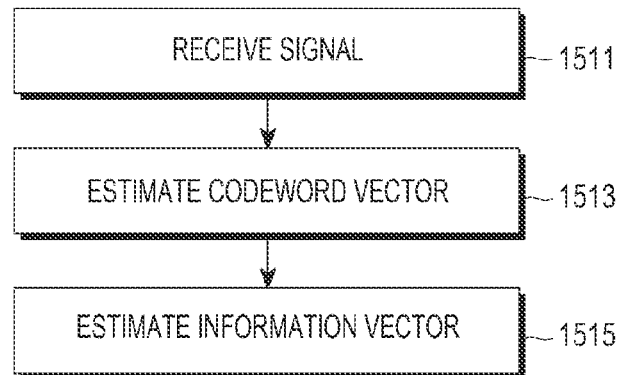 RECEIVE SIGNAL
1511
ESTIMATE CODEWORD VECTOR
1513
ESTIMATE INFORMATION VECTOR
1515